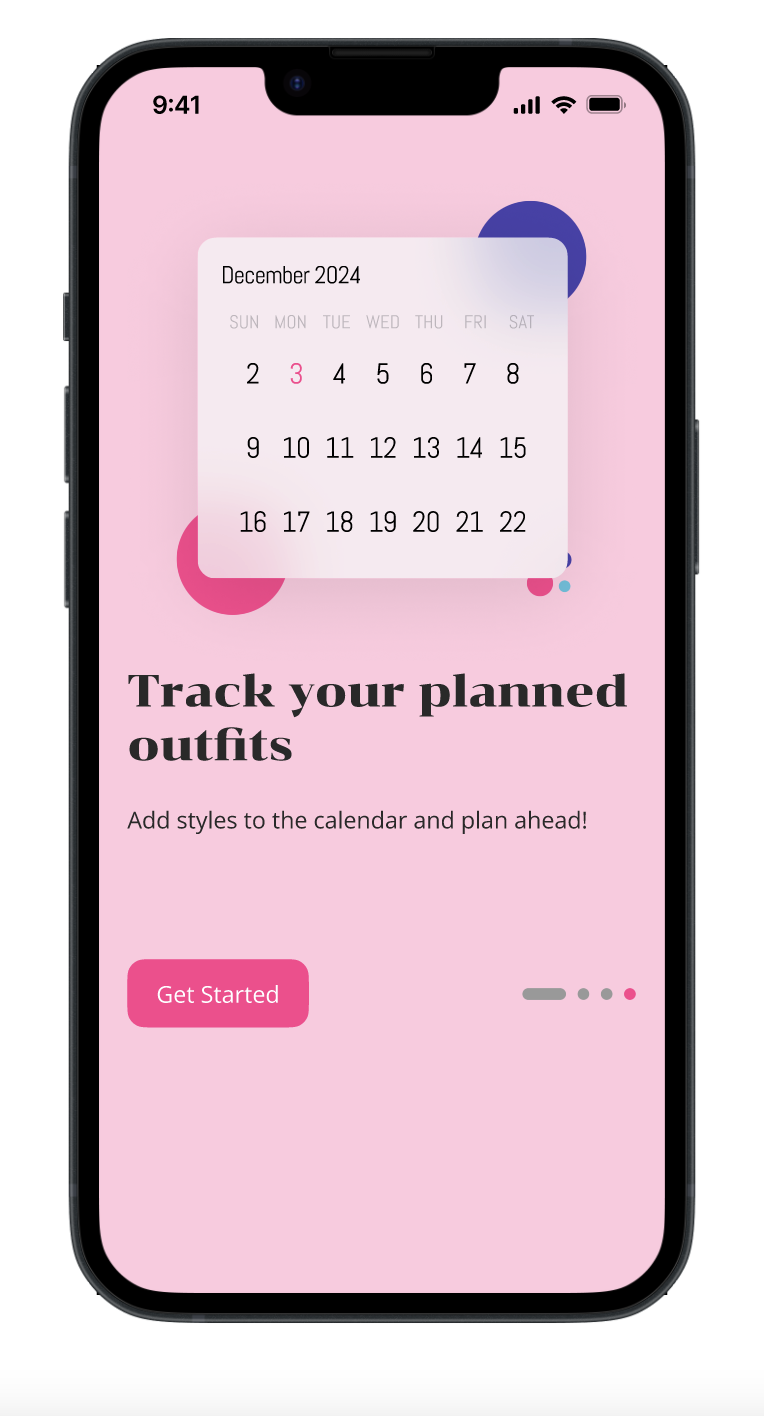 9:41
December 2024
SUN MON TUE WED THU FRI SAT
2 3 4 5 6 7 8
9 10 11 12 13 14 15
16 17 18 19 20 21 22
Track your planned
outfits
Add styles to the calendar and plan ahead!
Get Started